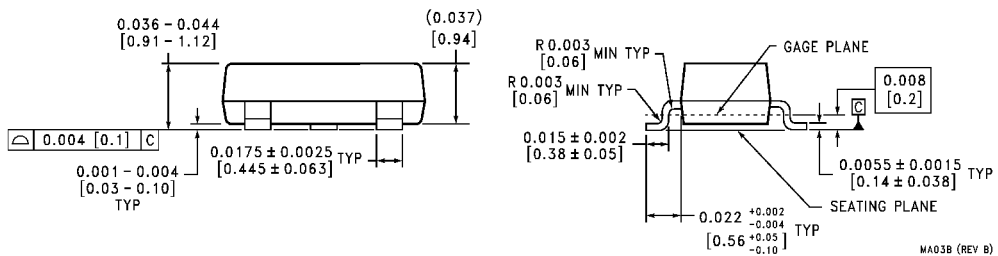 0.036 - 0.044
[0.91 - 1.12]
(0.037)
[0.94]
⌓ 0.004 [0.1] C
0.001 - 0.004
[0.03 - 0.10]
TYP
0.0175 ± 0.0025
[0.445 ± 0.063]
TYP
R 0.003
[0.06]
MIN TYP
R 0.003
[0.06]
MIN TYP
GAGE PLANE
0.008
[0.2]
C
0.015 ± 0.002
[0.38 ± 0.05]
0.0055 ± 0.0015
[0.14 ± 0.038]
TYP
SEATING PLANE
0.022 +0.002 -0.004
[0.56 +0.05 -0.10]
TYP
MA03B (REV B)